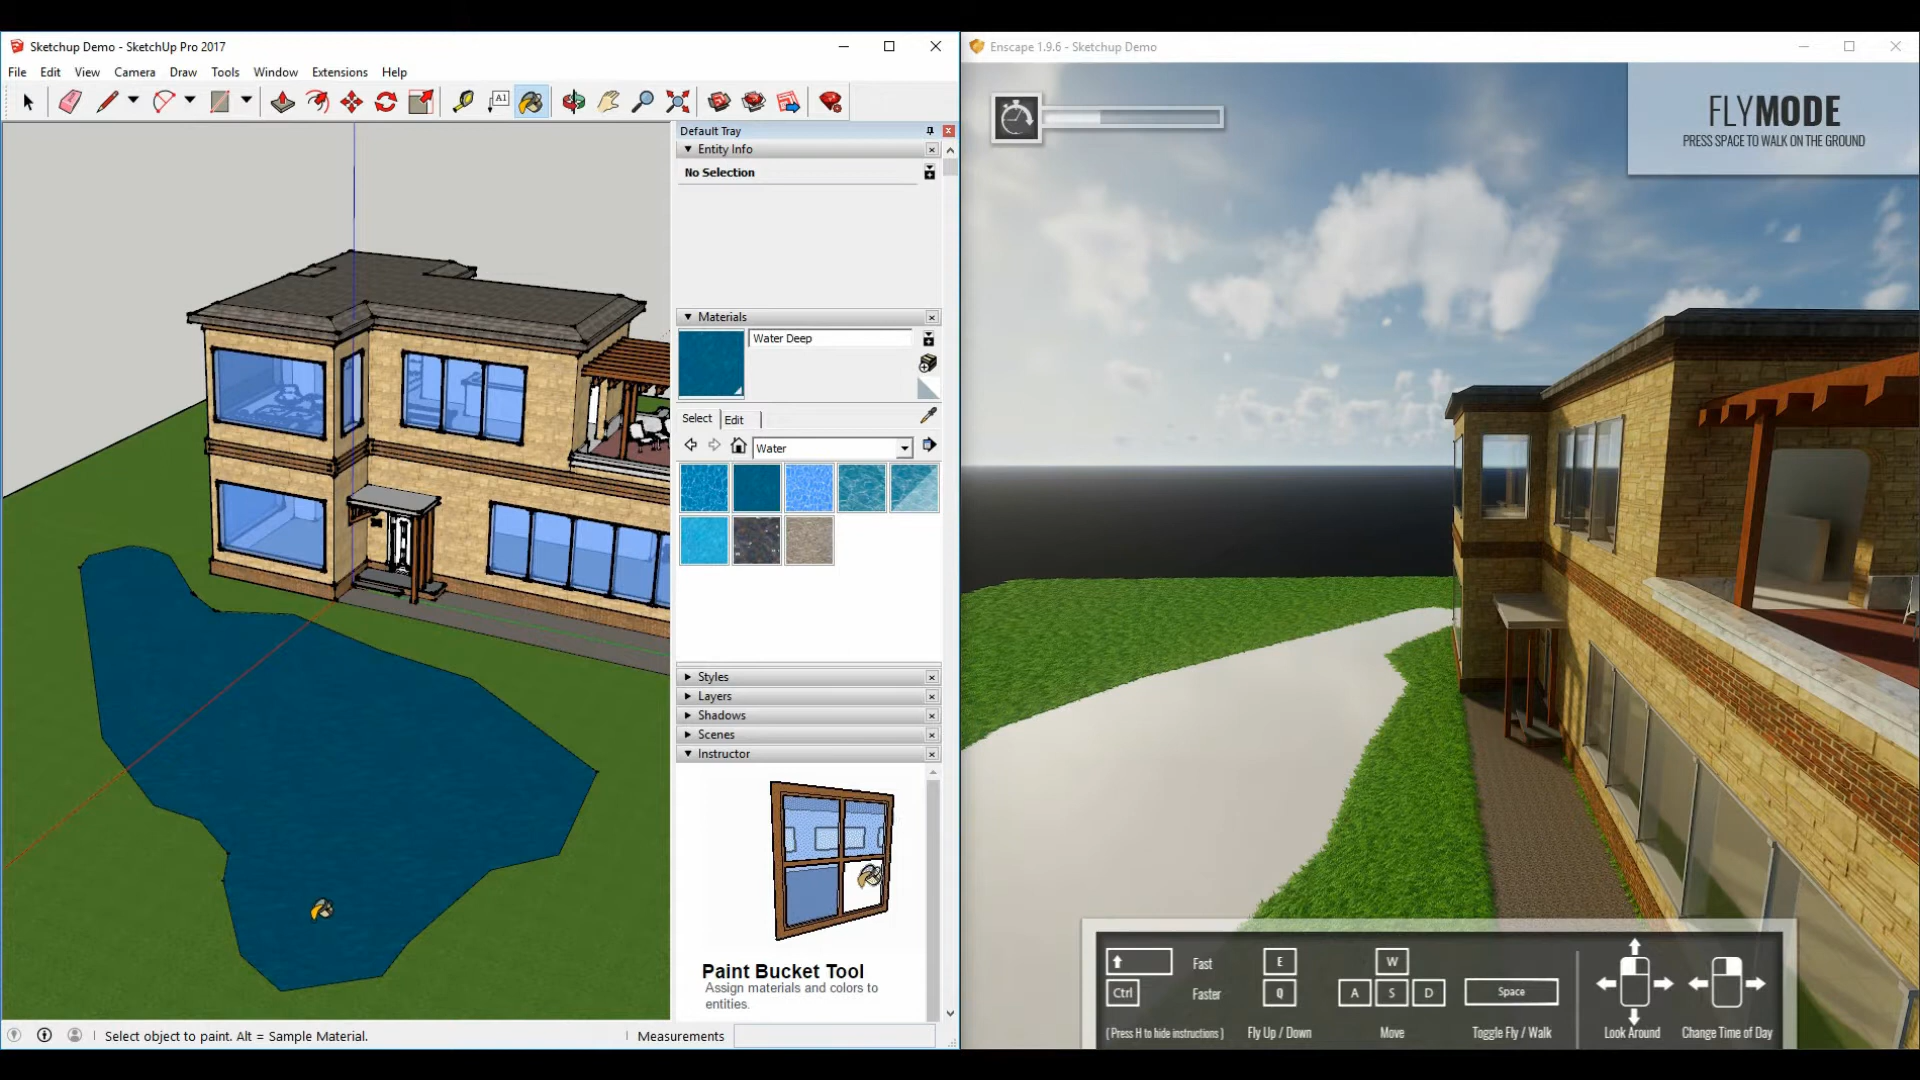 Sketchup Demo - SketchUp Pro 2017
File Edit View Camera Draw Tools Window Extensions Help
A1
Default Tray
Entity Info
No Selection
Materials
Water Deep
Select Edit
Water
Styles
Layers
Shadows
Scenes
Instructor
Paint Bucket Tool
Assign materials and colors to
entities.
Select object to paint. Alt = Sample Material.
Measurements
Enscape 1.9.6 - Sketchup Demo
FLYMODE
PRESS SPACE TO WALK ON THE GROUND
Fast
Ctrl Faster
[ Press H to hide instructions ]
E
Q
Fly Up / Down
W
A S D
Move
Space
Toggle Fly / Walk
Look Around
Change Time of Day